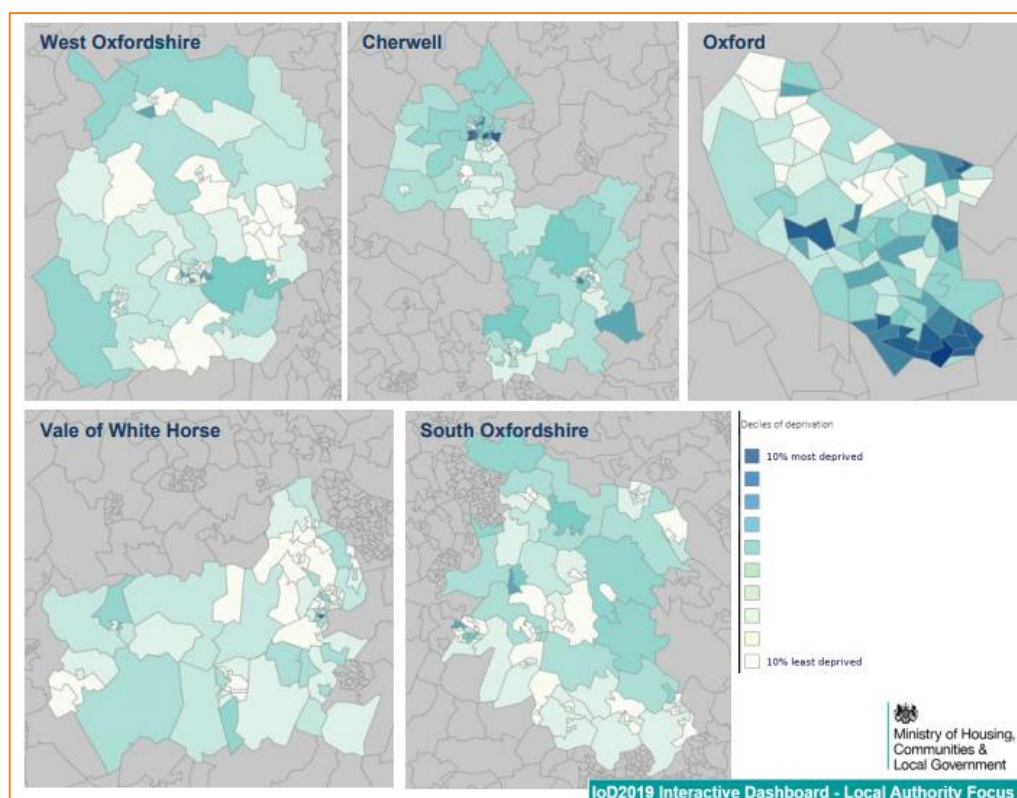 West Oxfordshire
Cherwell
Oxford
Vale of White Horse
South Oxfordshire
Deciles of deprivation
10% most deprived
10% least deprived
Ministry of Housing,
Communities &
Local Government
IoD2019 Interactive Dashboard - Local Authority Focus